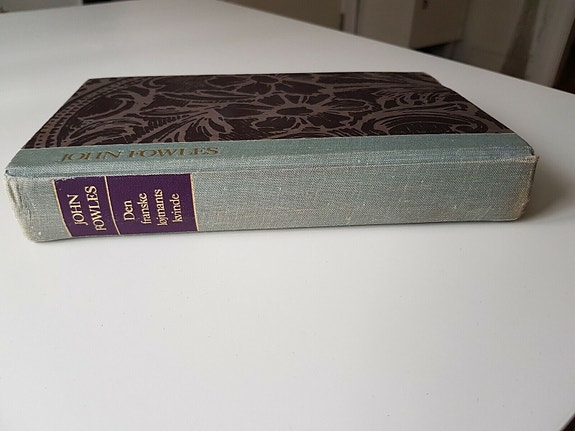 JOHN FOWLES
JOHN
FOWLES
Den
franske
løjtnants
kvinde